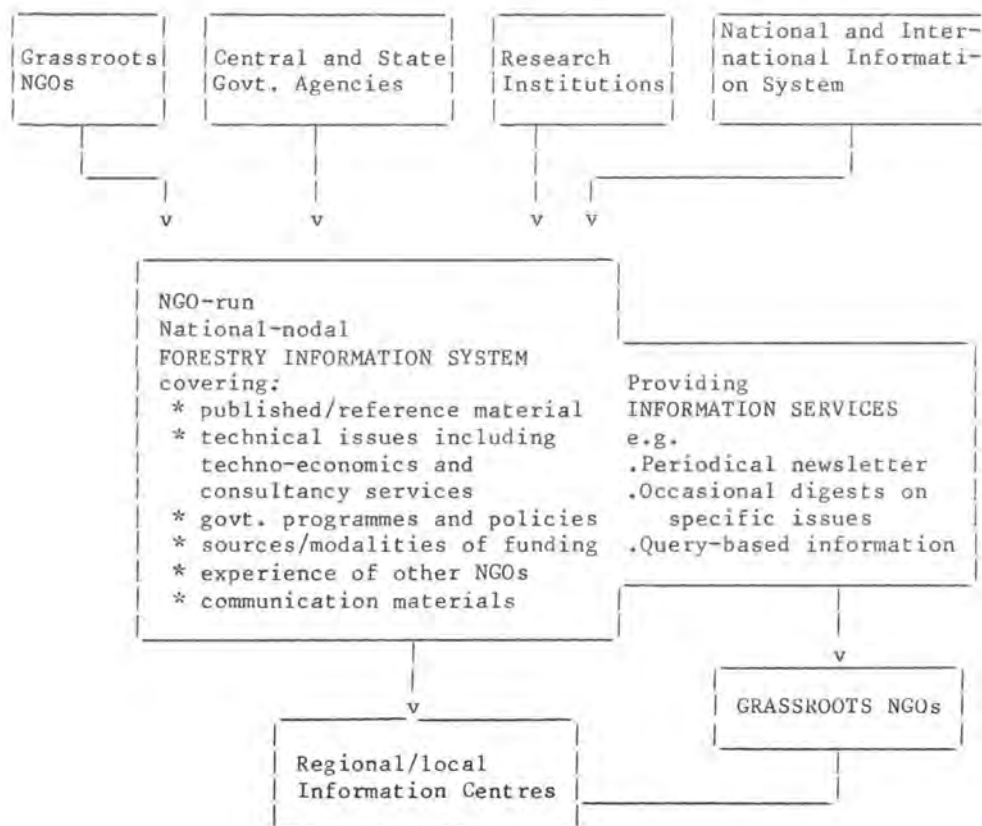 Grassroots
NGOs
Central and State
Govt. Agencies
Research
Institutions
National and Inter-
national Informati-
on System
v
v
v
v
NGO-run
National-nodal
FORESTRY INFORMATION SYSTEM
covering:
* published/reference material
* technical issues including
techno-economics and
consultancy services
* govt. programmes and policies
* sources/modalities of funding
* experience of other NGOs
* communication materials
Providing
INFORMATION SERVICES
e.g.
.Periodical newsletter
.Occasional digests on
specific issues
.Query-based information
v
GRASSROOTS NGOs
v
Regional/local
Information Centres